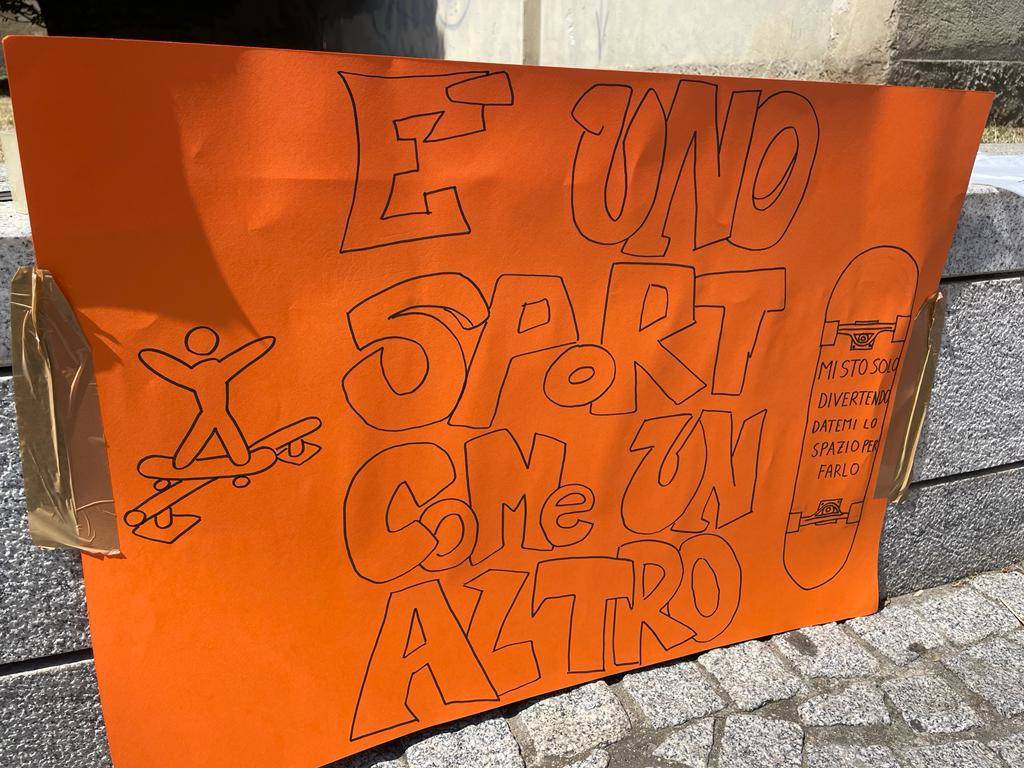 E UNO
SPORT
COMe UN
ALTRO
MI STO SOLO
DIVERTENDO
DATEMI LO
SPAZIO PER
FARLO